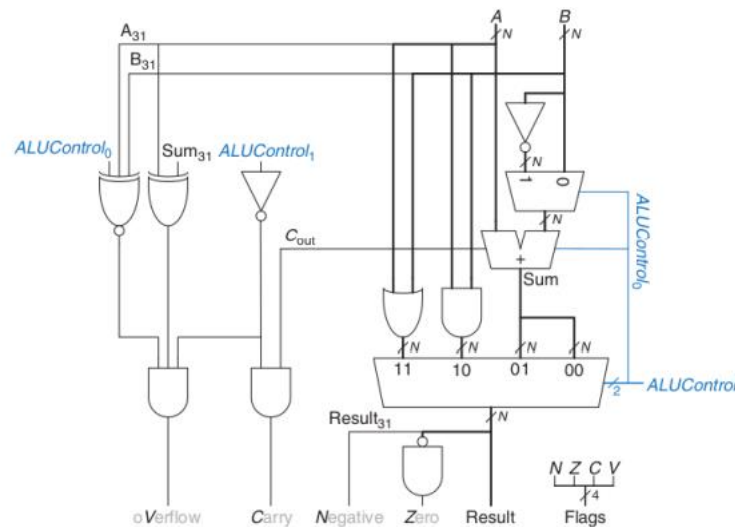 A B
A31 N N
B31
ALUControl0 Sum31 ALUControl1
N 1 0
ALUControl0
N
Cout
+
Sum
N N N N
11 10 01 00
2 ALUControl
N
Result31
N Z C V
4
oVerflow Carry Negative Zero Result Flags